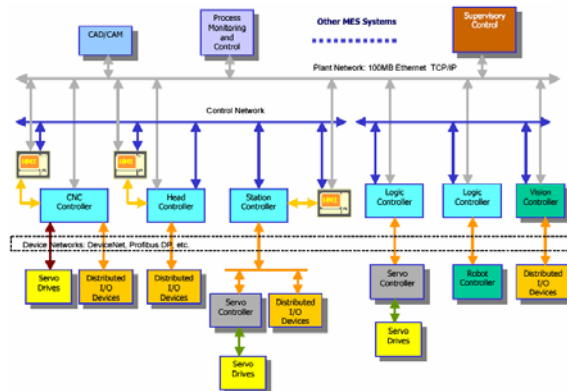 Other MES Systems
CAD/CAM
Process
Monitoring
and
Control
Supervisory
Control
Plant Network: 100MB Ethernet TCP/IP
Control Network
HMI
HMI
CNC
Controller
Head
Controller
Station
Controller
HMI
Logic
Controller
Logic
Controller
Vision
Controller
Device Networks: DeviceNet, Profibus DP, etc.
Servo
Drives
Distributed
I/O
Devices
Distributed
I/O
Devices
Servo
Controller
Distributed
I/O
Devices
Servo
Controller
Robot
Controller
Distributed
I/O
Devices
Servo
Drives
Servo
Drives